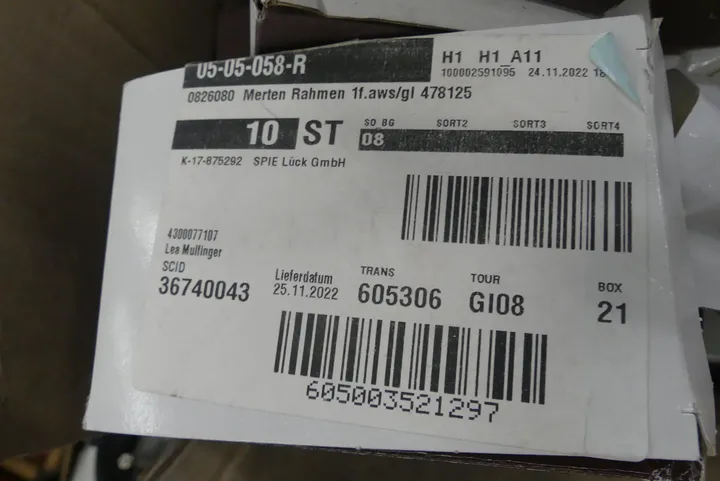 05-05-058-R
H1 H1_A11
100002591095 24.11.2022 18
0826080 Merten Rahmen 1f.aws/gl 478125
10 ST
SO BG SORT2 SORT3 SORT4
08
K-17-875292 SPIE Lück GmbH
4300077107
Lea Mulfinger
SCID
36740043
Lieferdatum
25.11.2022
TRANS
605306
TOUR
GI08
BOX
21
605003521297